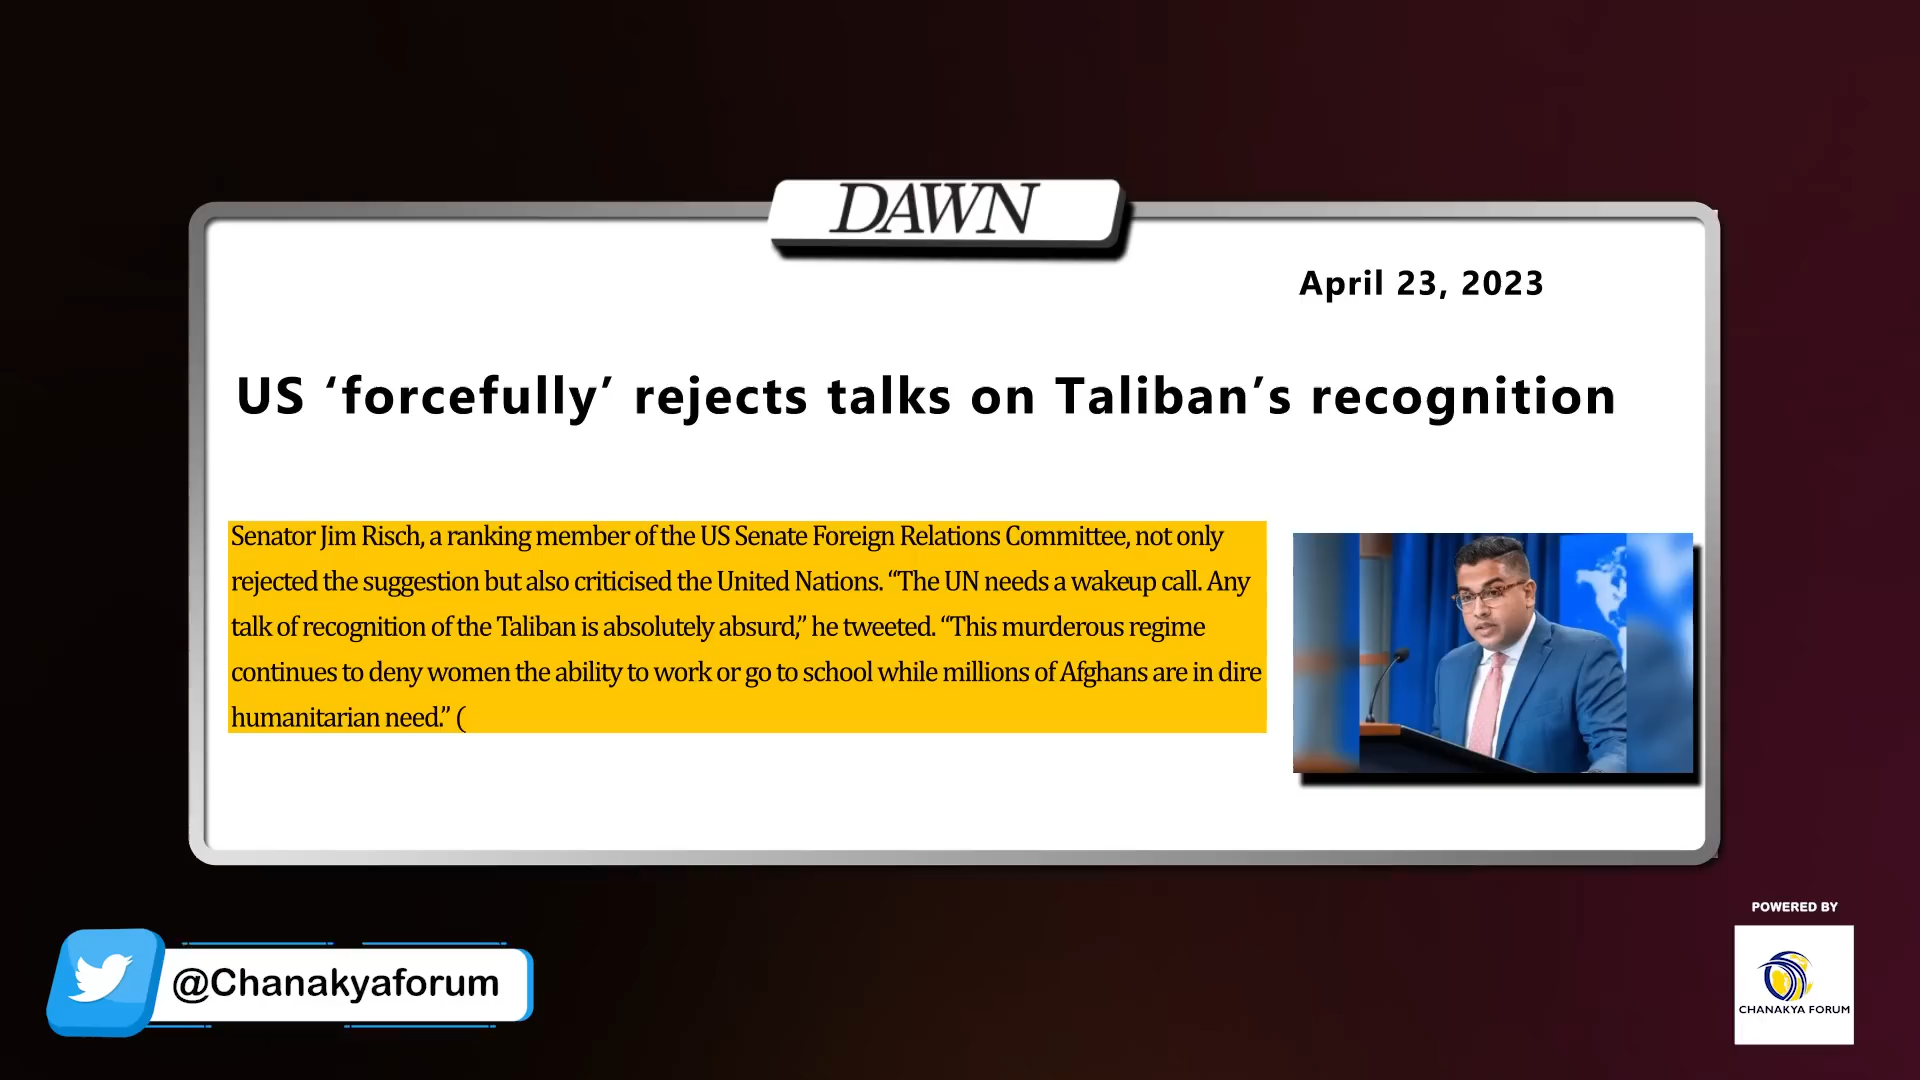 DAWN
April 23, 2023
US ‘forcefully’ rejects talks on Taliban’s recognition
Senator Jim Risch, a ranking member of the US Senate Foreign Relations Committee, not only
rejected the suggestion but also criticised the United Nations. “The UN needs a wakeup call. Any
talk of recognition of the Taliban is absolutely absurd,” he tweeted. “This murderous regime
continues to deny women the ability to work or go to school while millions of Afghans are in dire
humanitarian need.” (
@Chanakyaforum
POWERED BY
CHANAKYA FORUM